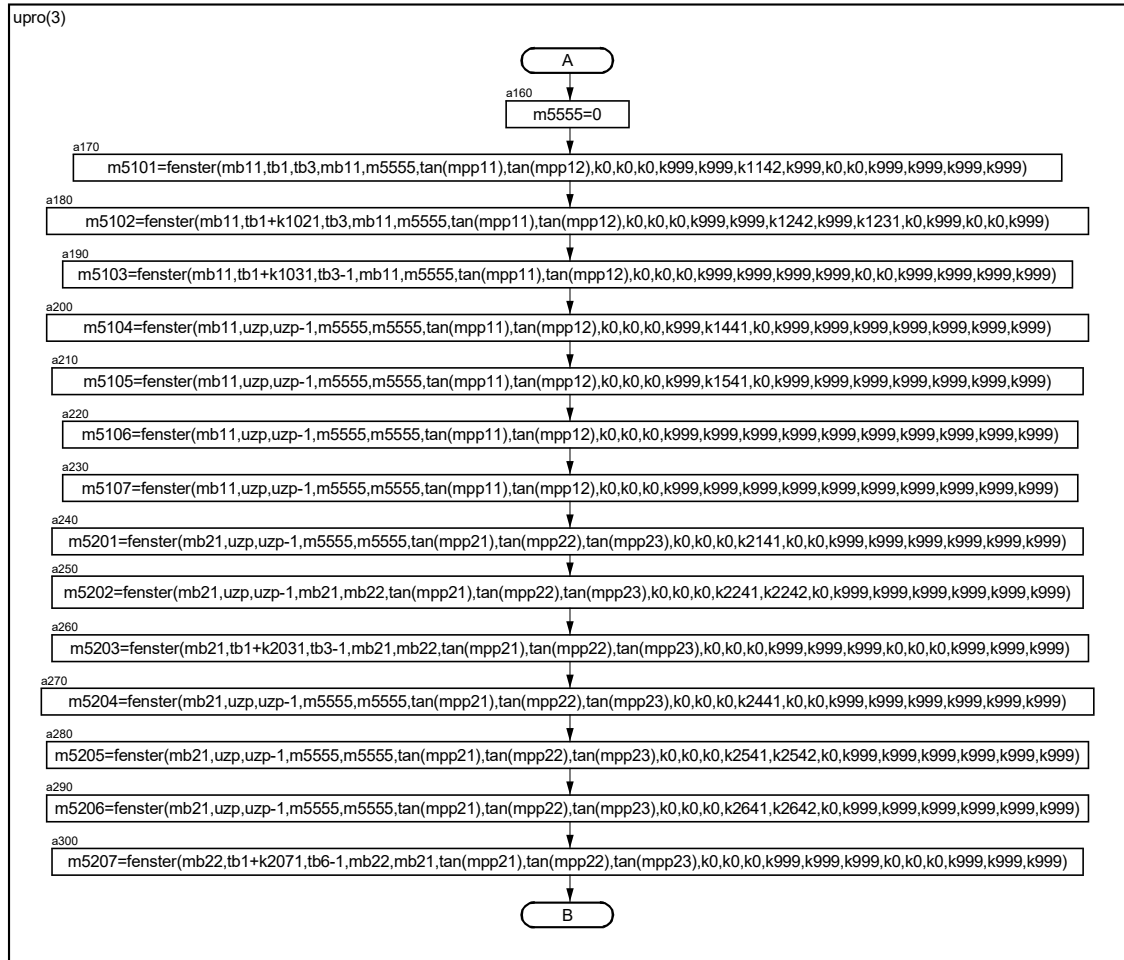 upro(3)
A
a160
m5555=0
a170
m5101=fenster(mb11,tb1,tb3,mb11,m5555,tan(mpp11),tan(mpp12),k0,k0,k0,k999,k999,k1142,k999,k0,k0,k999,k999,k999,k999)
a180
m5102=fenster(mb11,tb1+k1021,tb3,mb11,m5555,tan(mpp11),tan(mpp12),k0,k0,k0,k999,k999,k1242,k999,k1231,k0,k999,k0,k0,k999)
a190
m5103=fenster(mb11,tb1+k1031,tb3-1,mb11,m5555,tan(mpp11),tan(mpp12),k0,k0,k0,k999,k999,k999,k999,k0,k0,k999,k999,k999,k999)
a200
m5104=fenster(mb11,uzp,uzp-1,m5555,m5555,tan(mpp11),tan(mpp12),k0,k0,k0,k999,k1441,k0,k999,k999,k999,k999,k999,k999,k999)
a210
m5105=fenster(mb11,uzp,uzp-1,m5555,m5555,tan(mpp11),tan(mpp12),k0,k0,k0,k999,k1541,k0,k999,k999,k999,k999,k999,k999,k999)
a220
m5106=fenster(mb11,uzp,uzp-1,m5555,m5555,tan(mpp11),tan(mpp12),k0,k0,k0,k999,k999,k999,k999,k999,k999,k999,k999,k999,k999)
a230
m5107=fenster(mb11,uzp,uzp-1,m5555,m5555,tan(mpp11),tan(mpp12),k0,k0,k0,k999,k999,k999,k999,k999,k999,k999,k999,k999,k999)
a240
m5201=fenster(mb21,uzp,uzp-1,m5555,m5555,tan(mpp21),tan(mpp22),tan(mpp23),k0,k0,k0,k2141,k0,k0,k999,k999,k999,k999,k999,k999)
a250
m5202=fenster(mb21,uzp,uzp-1,mb21,mb22,tan(mpp21),tan(mpp22),tan(mpp23),k0,k0,k0,k2241,k2242,k0,k999,k999,k999,k999,k999,k999)
a260
m5203=fenster(mb21,tb1+k2031,tb3-1,mb21,mb22,tan(mpp21),tan(mpp22),tan(mpp23),k0,k0,k0,k999,k999,k999,k0,k0,k0,k999,k999,k999)
a270
m5204=fenster(mb21,uzp,uzp-1,m5555,m5555,tan(mpp21),tan(mpp22),tan(mpp23),k0,k0,k0,k2441,k0,k0,k999,k999,k999,k999,k999,k999)
a280
m5205=fenster(mb21,uzp,uzp-1,m5555,m5555,tan(mpp21),tan(mpp22),tan(mpp23),k0,k0,k0,k2541,k2542,k0,k999,k999,k999,k999,k999,k999)
a290
m5206=fenster(mb21,uzp,uzp-1,m5555,m5555,tan(mpp21),tan(mpp22),tan(mpp23),k0,k0,k0,k2641,k2642,k0,k999,k999,k999,k999,k999,k999)
a300
m5207=fenster(mb22,tb1+k2071,tb6-1,mb22,mb21,tan(mpp21),tan(mpp22),tan(mpp23),k0,k0,k0,k999,k999,k999,k0,k0,k0,k999,k999,k999)
B